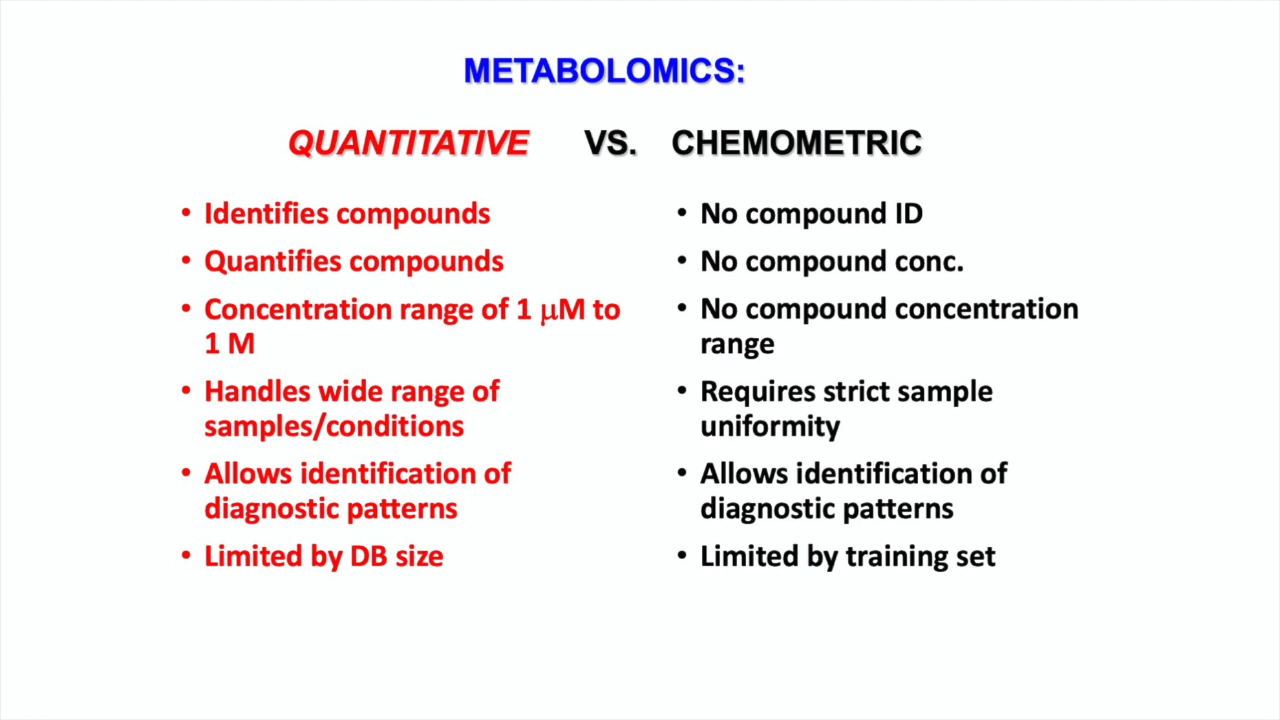 METABOLOMICS:
QUANTITATIVE VS. CHEMOMETRIC
• Identifies compounds
• Quantifies compounds
• Concentration range of 1 μM to
1 M
• Handles wide range of
samples/conditions
• Allows identification of
diagnostic patterns
• Limited by DB size
• No compound ID
• No compound conc.
• No compound concentration
range
• Requires strict sample
uniformity
• Allows identification of
diagnostic patterns
• Limited by training set